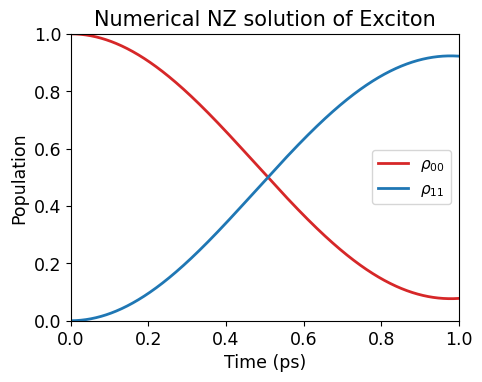 Numerical NZ solution of Exciton
Population
1.0
0.8
0.6
0.4
0.2
0.0
ρ₀₀
ρ₁₁
0.0 0.2 0.4 0.6 0.8 1.0
Time (ps)